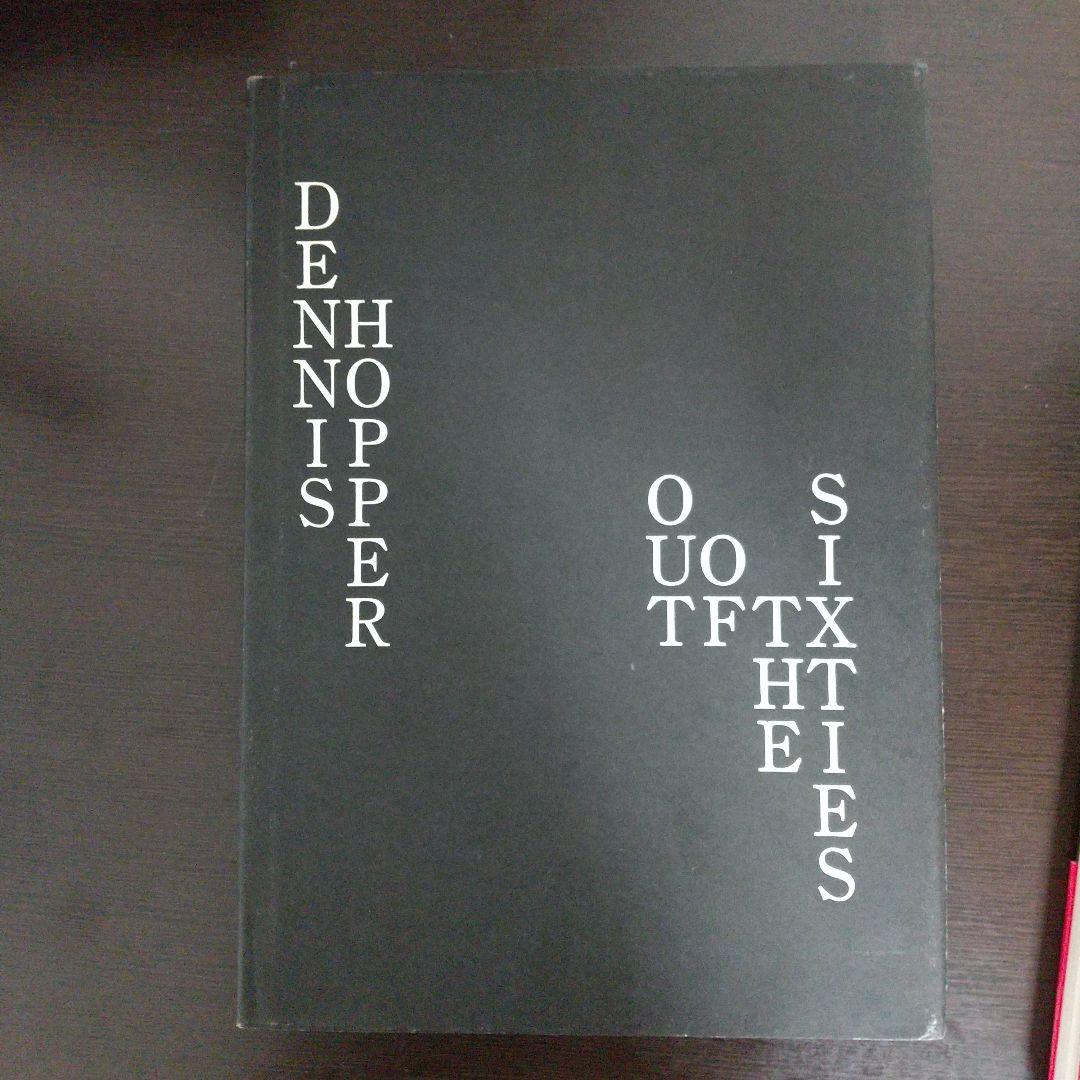 DENNIS
HOPPER
OUT
OF
THE
SIXTIES